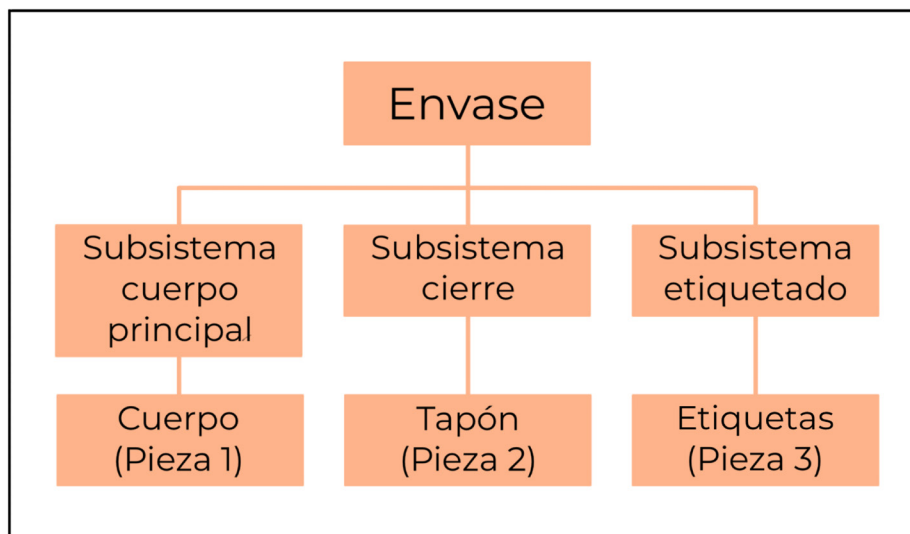 Envase
Subsistema
cuerpo
principal
Subsistema
cierre
Subsistema
etiquetado
Cuerpo
(Pieza 1)
Tapón
(Pieza 2)
Etiquetas
(Pieza 3)